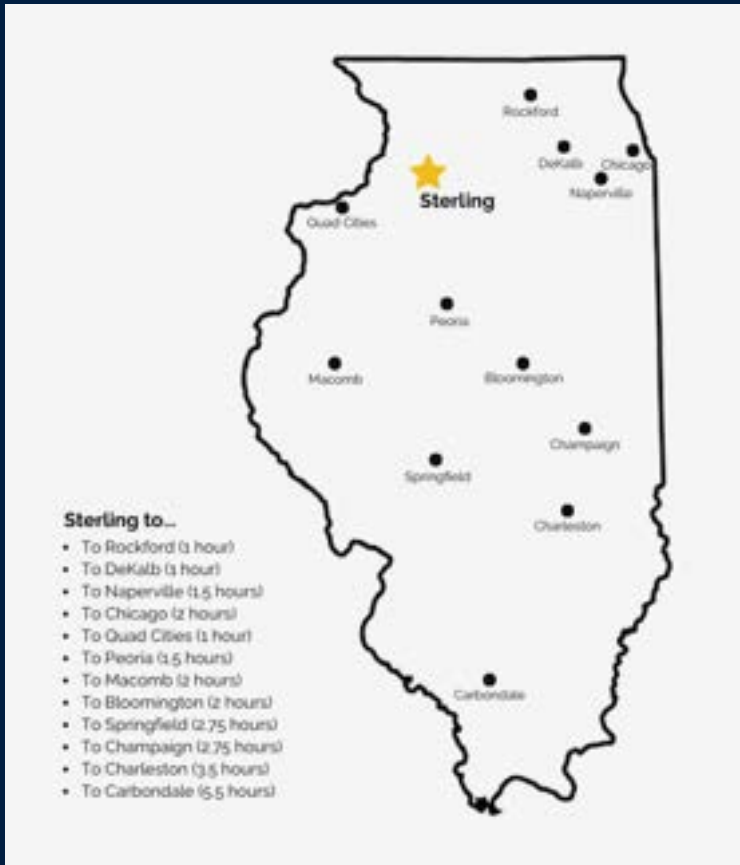 Rockford
DeKalb
Chicago
Naperville
Sterling
Quad Cities
Peoria
Macomb
Bloomington
Champaign
Springfield
Charleston
Carbondale
Sterling to...
• To Rockford (1 hour)
• To DeKalb (1 hour)
• To Naperville (1.5 hours)
• To Chicago (2 hours)
• To Quad Cities (1 hour)
• To Peoria (1.5 hours)
• To Macomb (2 hours)
• To Bloomington (2 hours)
• To Springfield (2.75 hours)
• To Champaign (2.75 hours)
• To Charleston (3.5 hours)
• To Carbondale (5.5 hours)